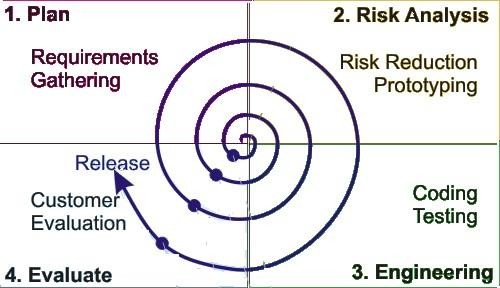 1. Plan
2. Risk Analysis
Requirements
Gathering
Risk Reduction
Prototyping
Release
Customer
Evaluation
Coding
Testing
4. Evaluate
3. Engineering